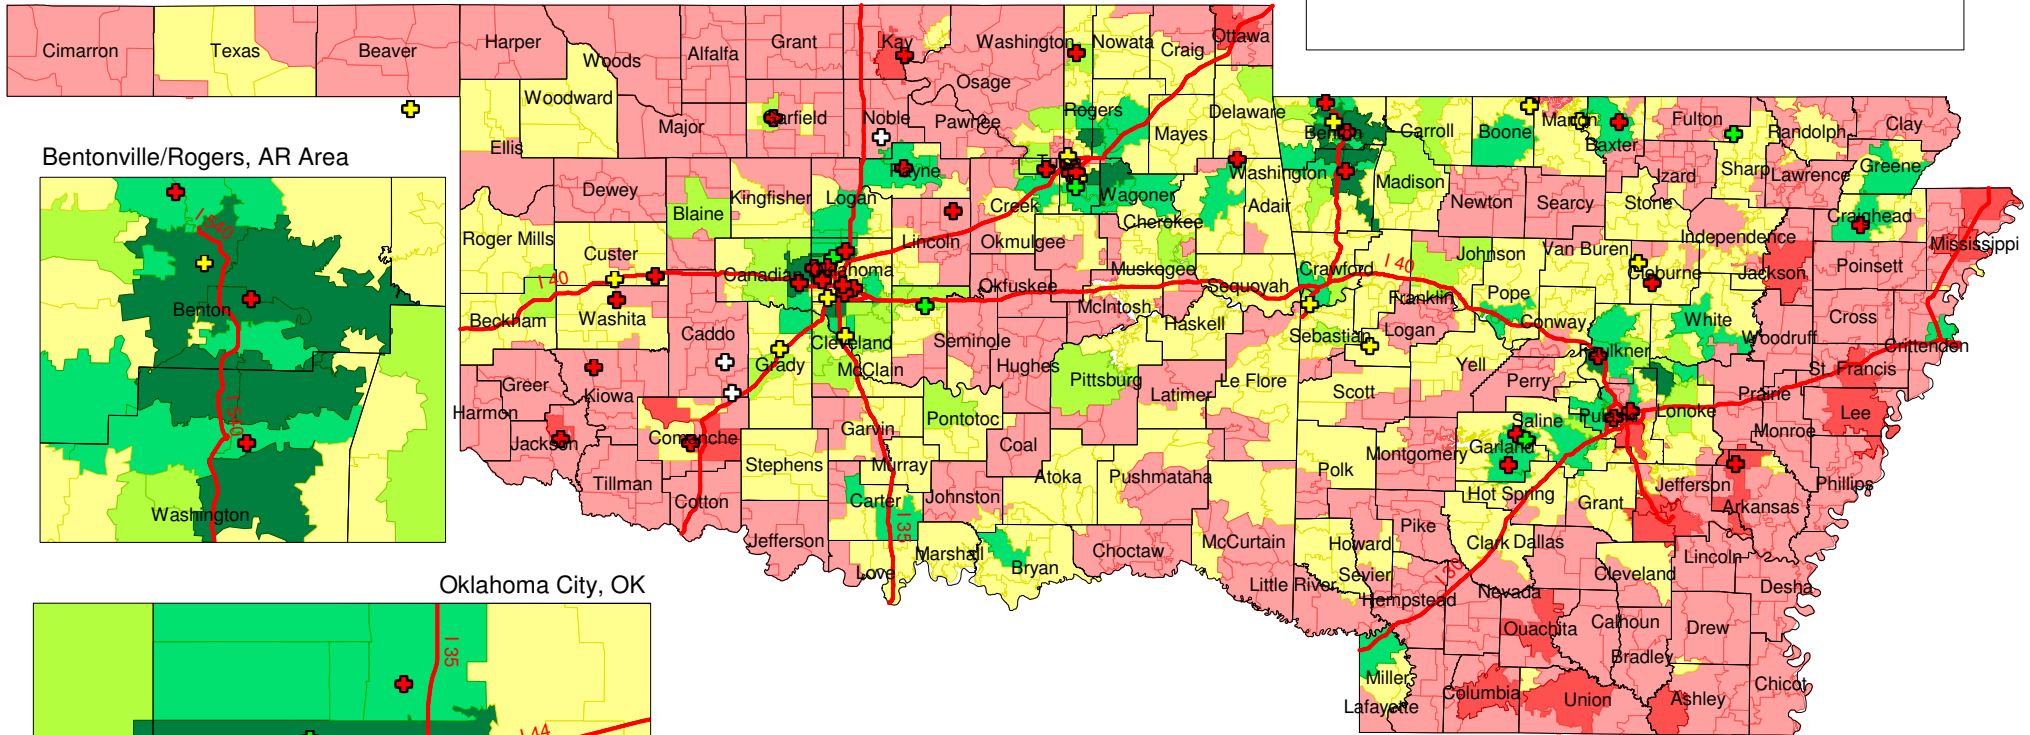 Cimarron
Texas
Beaver
Harper
Woods
Alfalfa
Grant
Kay
Washington
Nowata
Craig
Ottawa
Osage
Woodward
Major
Garfield
Noble
Pawnee
Rogers
Delaware
Mayes
Ellis
Benton
Carroll
Boone
Marion
Baxter
Fulton
Randolph
Clay
Sharp
Greene
Bentonville/Rogers, AR Area
Dewey
Blaine
Kingfisher
Logan
Payne
Creek
Wagoner
Cherokee
Adair
Washington
Madison
Newton
Searcy
Stone
Izard
Lawrence
Independence
Craighead
Mississippi
Roger Mills
Custer
Canadian
Oklahoma
Lincoln
Okmulgee
Muskogee
Sequoyah
Crawford
I 40
Johnson
Van Buren
Cleburne
Jackson
Poinsett
I 40
Okfuskee
McIntosh
Franklin
Pope
Conway
White
Woodruff
Cross
Crittenden
Beckham
Washita
Caddo
Grady
Cleveland
McClain
Seminole
Hughes
Haskell
Sebastian
Logan
Yell
Perry
Faulkner
Prairie
St. Francis
Greer
Kiowa
Harmon
Jackson
Comanche
Pontotoc
Pittsburg
Latimer
Le Flore
Scott
Saline
Pulaski
Lonoke
Monroe
Lee
Garvin
Coal
Garland
Montgomery
Polk
Tillman
Cotton
Stephens
Murray
Carter
Johnston
Atoka
Pushmataha
Hot Spring
Grant
Jefferson
Arkansas
Phillips
Jefferson
I 35
Love
Marshall
Bryan
Choctaw
McCurtain
Little River
Howard
Sevier
Pike
Clark
Dallas
Cleveland
Lincoln
Desha
Hempstead
Nevada
Ouachita
Calhoun
Bradley
Drew
Miller
Lafayette
Columbia
Union
Ashley
Chicot
I 540
Benton
I 540
Washington
Oklahoma City, OK
I 35
I 44